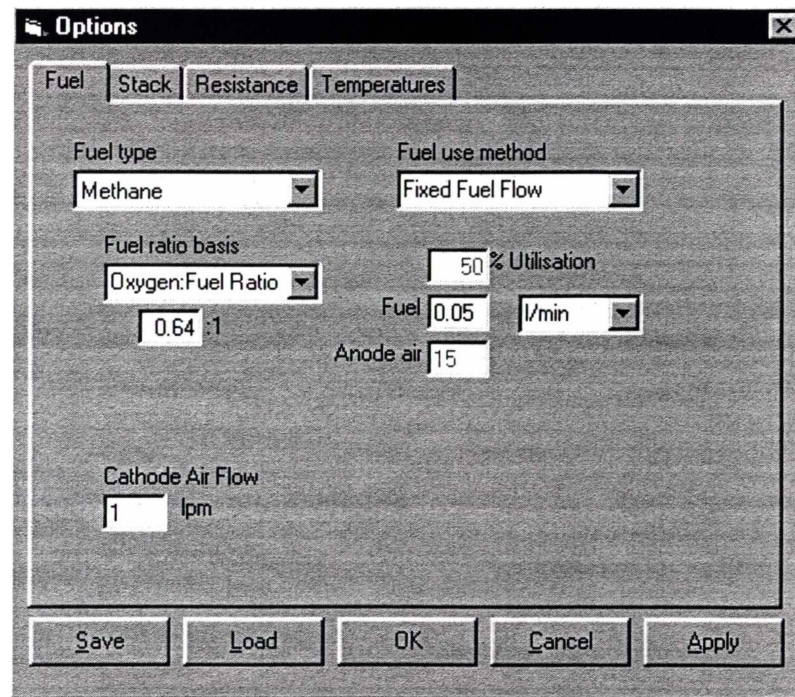 Options
Fuel Stack Resistance Temperatures
Fuel type Fuel use method
Methane Fixed Fuel Flow
Fuel ratio basis
Oxygen:Fuel Ratio
50 % Utilisation
0.64 :1
Fuel 0.05 l/min
Anode air 15
Cathode Air Flow
1 lpm
Save Load OK Cancel Apply